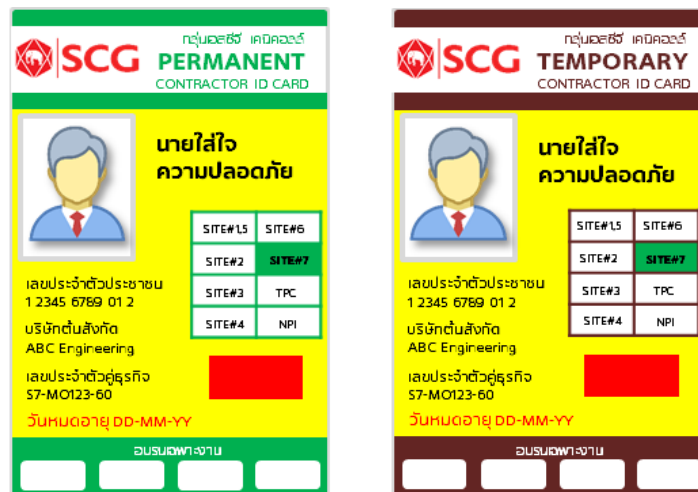 กลุ่มเอสซีจี เคมิคอลส์
SCG PERMANENT
CONTRACTOR ID CARD
นายใส่ใจ
ความปลอดภัย
SITE#1,5 SITE#6
SITE#2 SITE#7
SITE#3 TPC
SITE#4 NPI
เลขประจำตัวประชาชน
1 2345 6789 01 2
บริษัทต้นสังกัด
ABC Engineering
เลขประจำตัวคู่ธุรกิจ
S7-MO123-60
วันหมดอายุ DD-MM-YY
อบรมเฉพาะงาน
กลุ่มเอสซีจี เคมิคอลส์
SCG TEMPORARY
CONTRACTOR ID CARD
นายใส่ใจ
ความปลอดภัย
SITE#1,5 SITE#6
SITE#2 SITE#7
SITE#3 TPC
SITE#4 NPI
เลขประจำตัวประชาชน
1 2345 6789 01 2
บริษัทต้นสังกัด
ABC Engineering
เลขประจำตัวคู่ธุรกิจ
S7-MO123-60
วันหมดอายุ DD-MM-YY
อบรมเฉพาะงาน